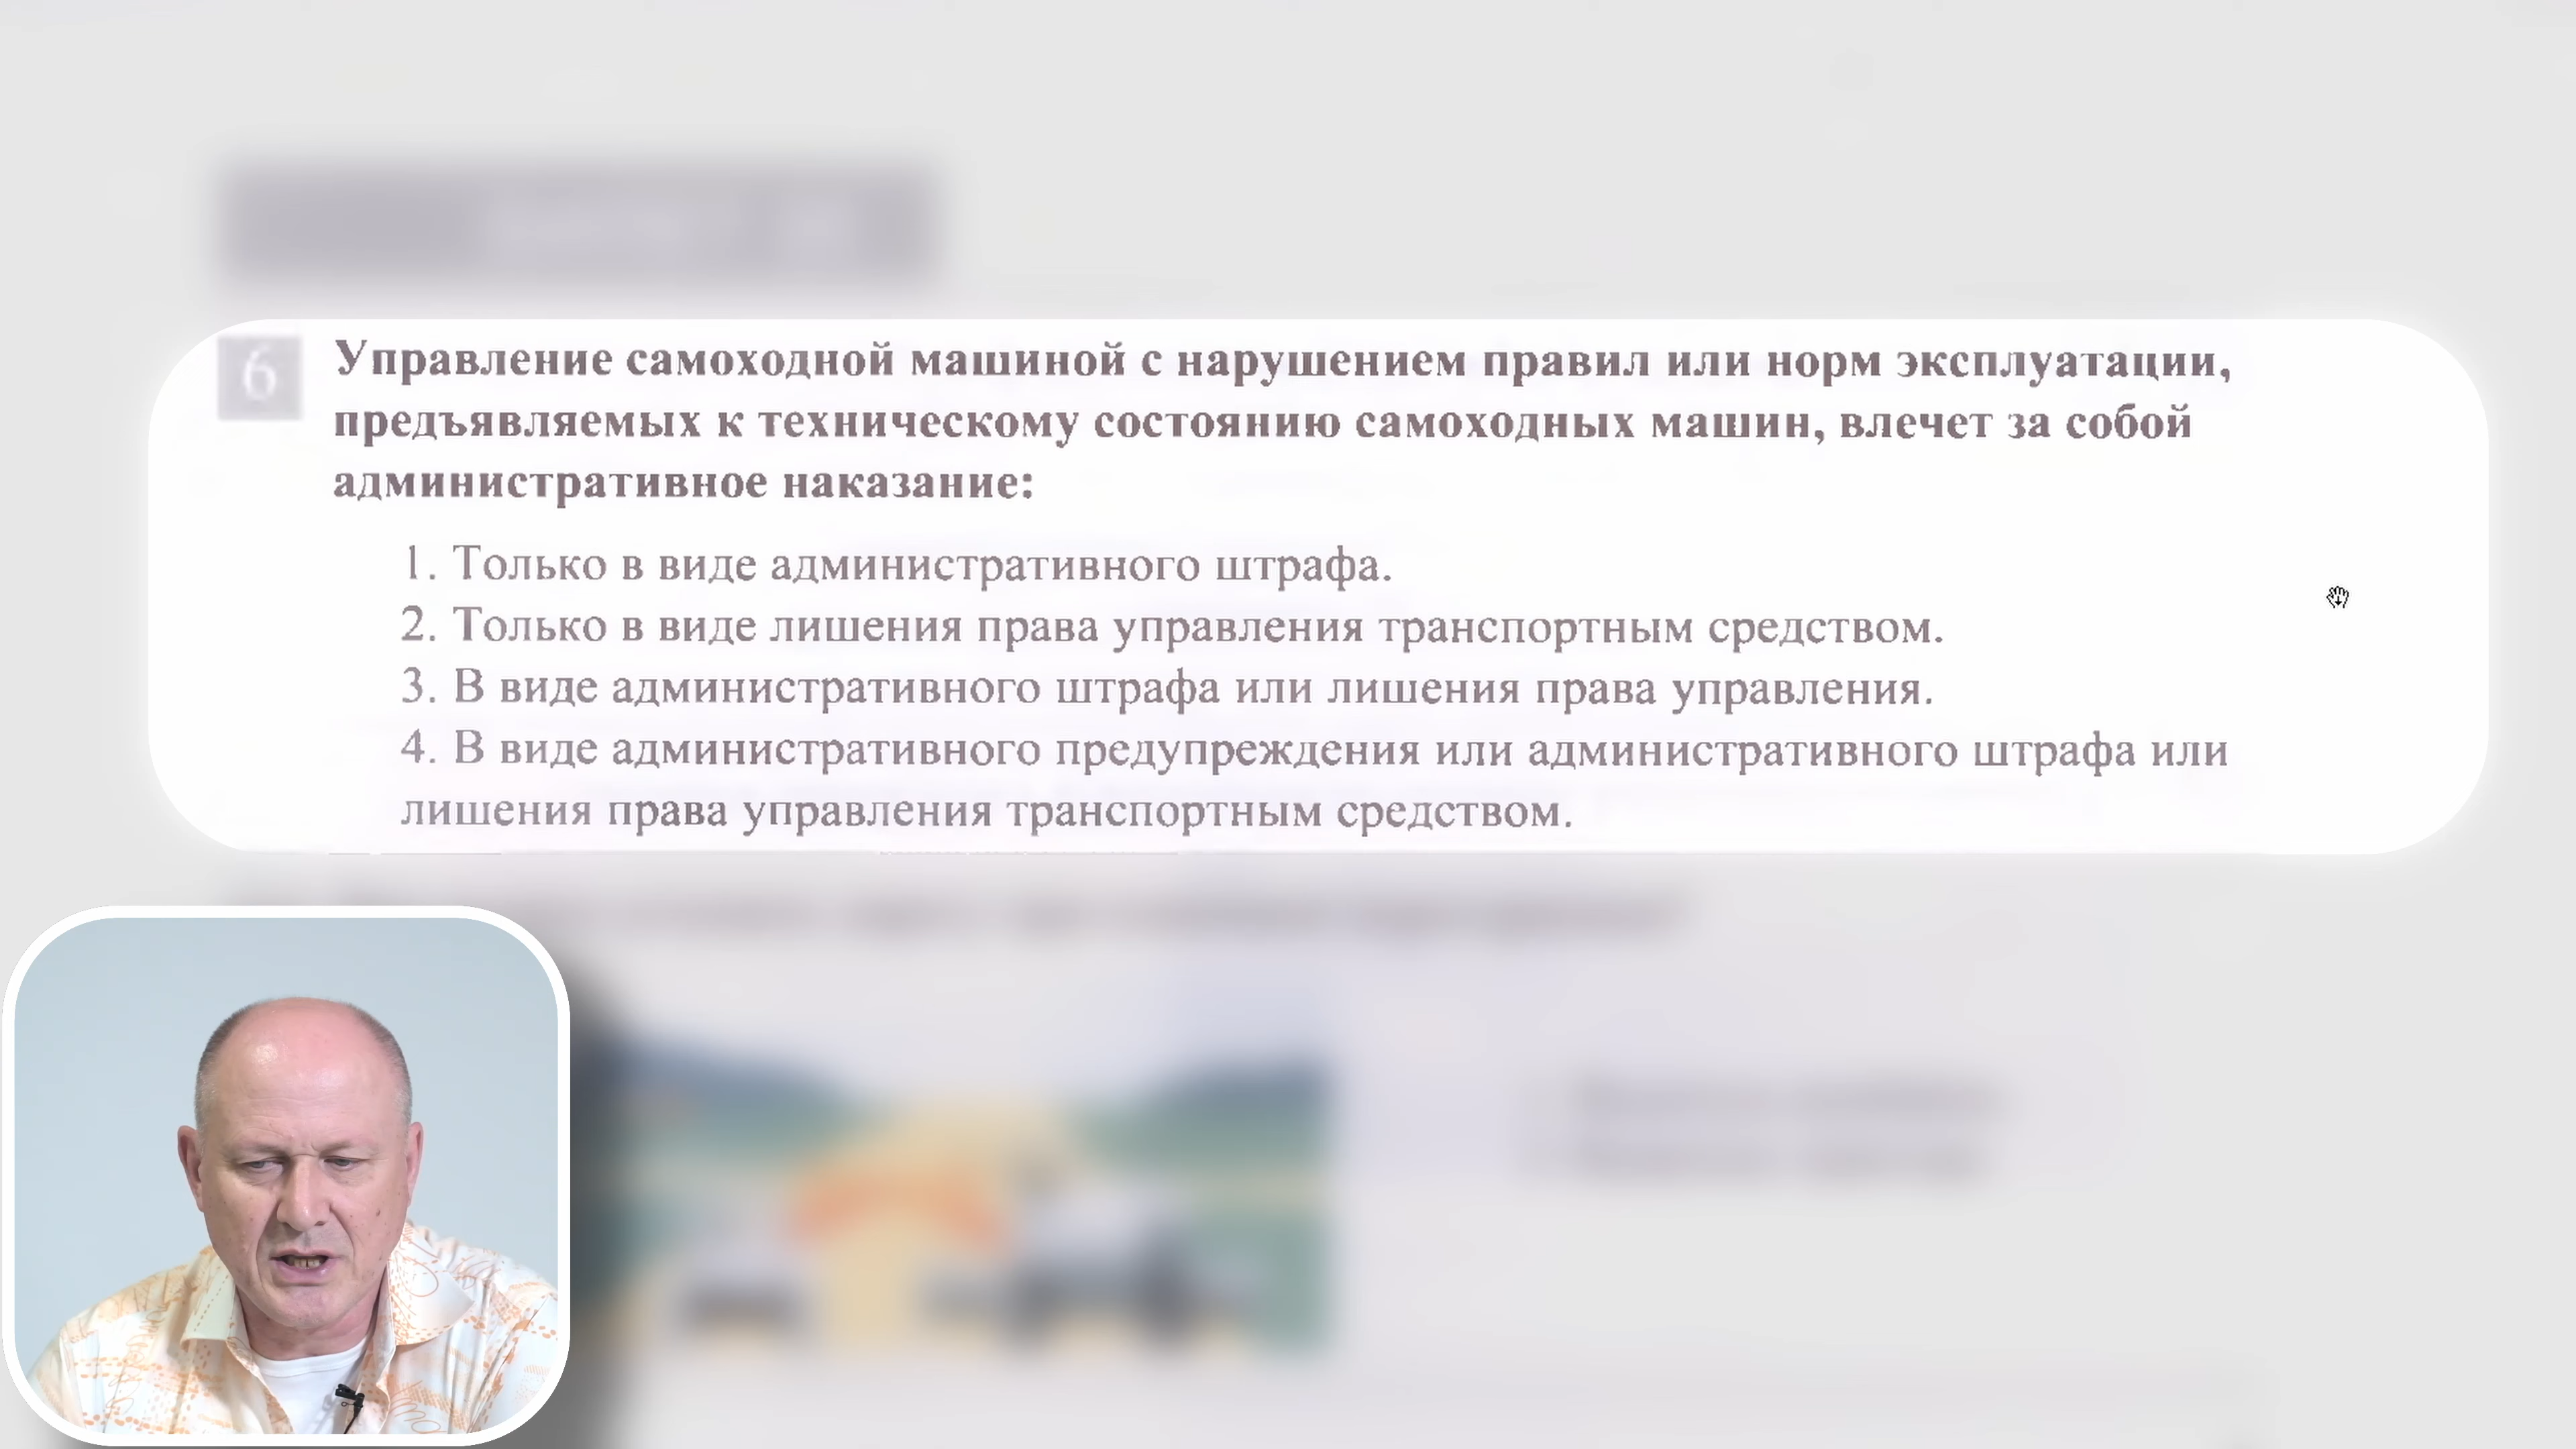 6
Управление самоходной машиной с нарушением правил или норм эксплуатации,
предъявляемых к техническому состоянию самоходных машин, влечет за собой
административное наказание:
1. Только в виде административного штрафа.
2. Только в виде лишения права управления транспортным средством.
3. В виде административного штрафа или лишения права управления.
4. В виде административного предупреждения или административного штрафа или
лишения права управления транспортным средством.